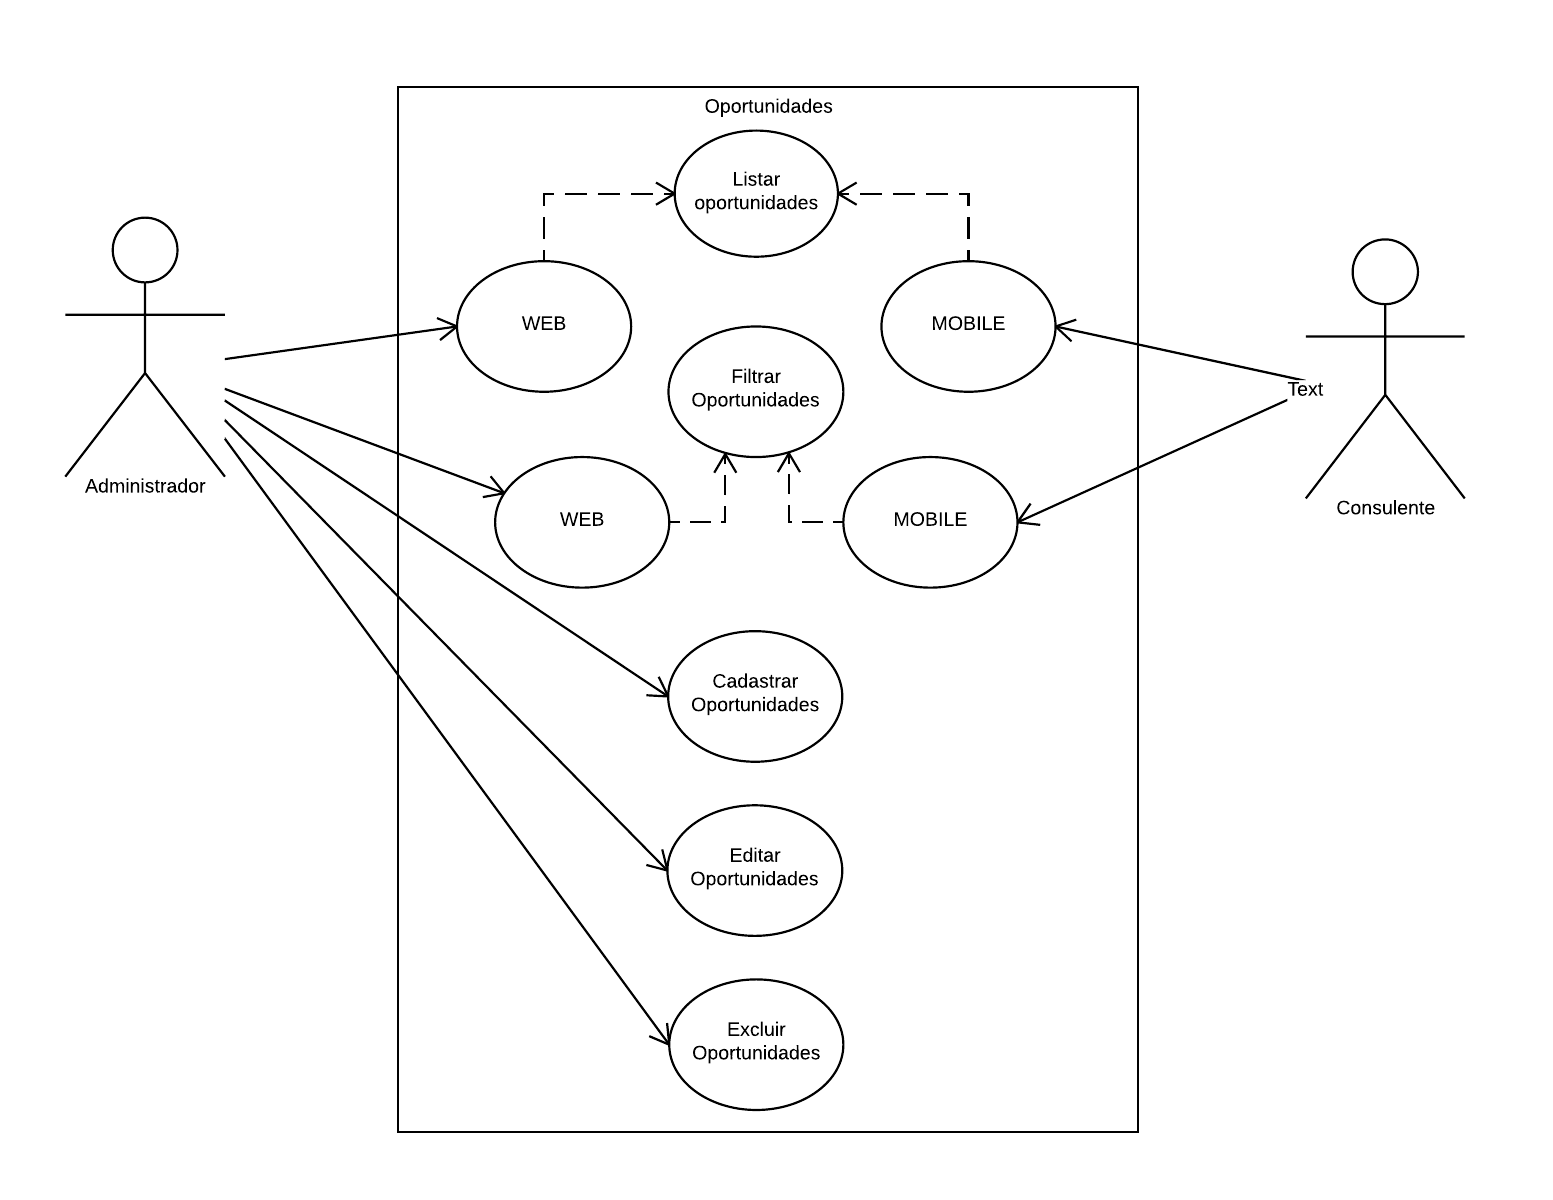 Oportunidades
Listar
oportunidades
WEB
MOBILE
Filtrar
Oportunidades
Text
Administrador
Consulente
WEB
MOBILE
Cadastrar
Oportunidades
Editar
Oportunidades
Excluir
Oportunidades